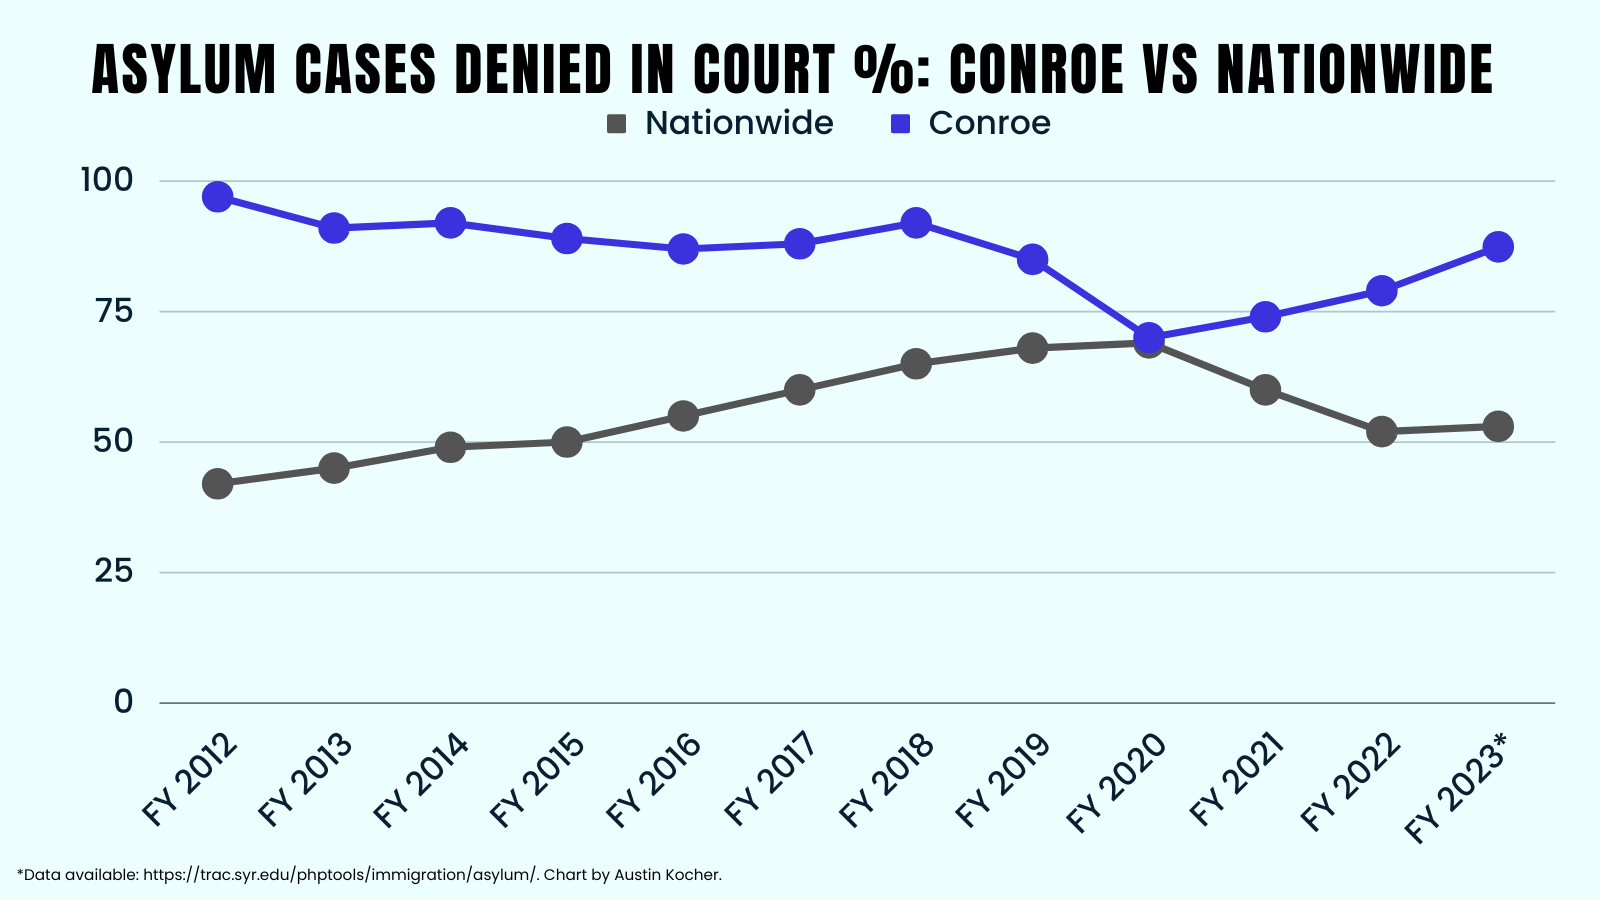 ASYLUM CASES DENIED IN COURT %: CONROE VS NATIONWIDE
Nationwide Conroe
100
75
50
25
0
FY 2012 FY 2013 FY 2014 FY 2015 FY 2016 FY 2017 FY 2018 FY 2019 FY 2020 FY 2021 FY 2022 FY 2023*
*Data available: https://trac.syr.edu/phptools/immigration/asylum/. Chart by Austin Kocher.